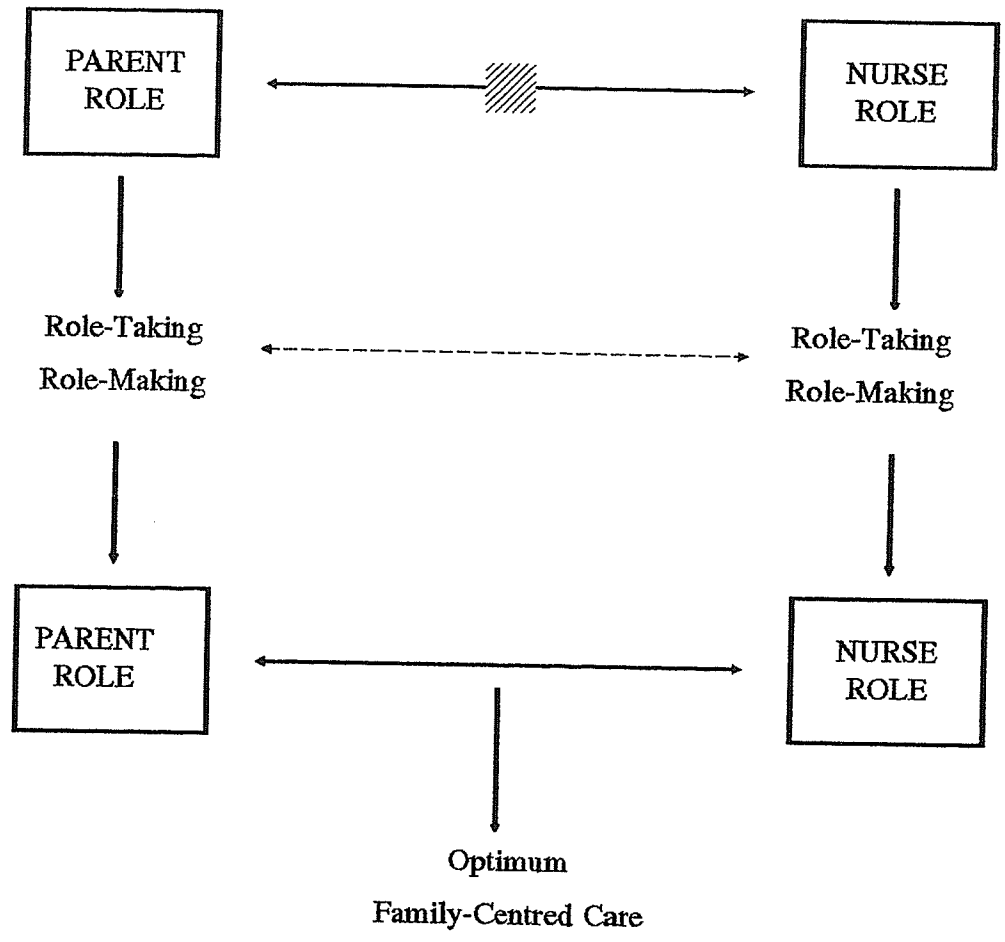 PARENT
ROLE
NURSE
ROLE
Role-Taking
Role-Making
Role-Taking
Role-Making
PARENT
ROLE
NURSE
ROLE
Optimum
Family-Centred Care